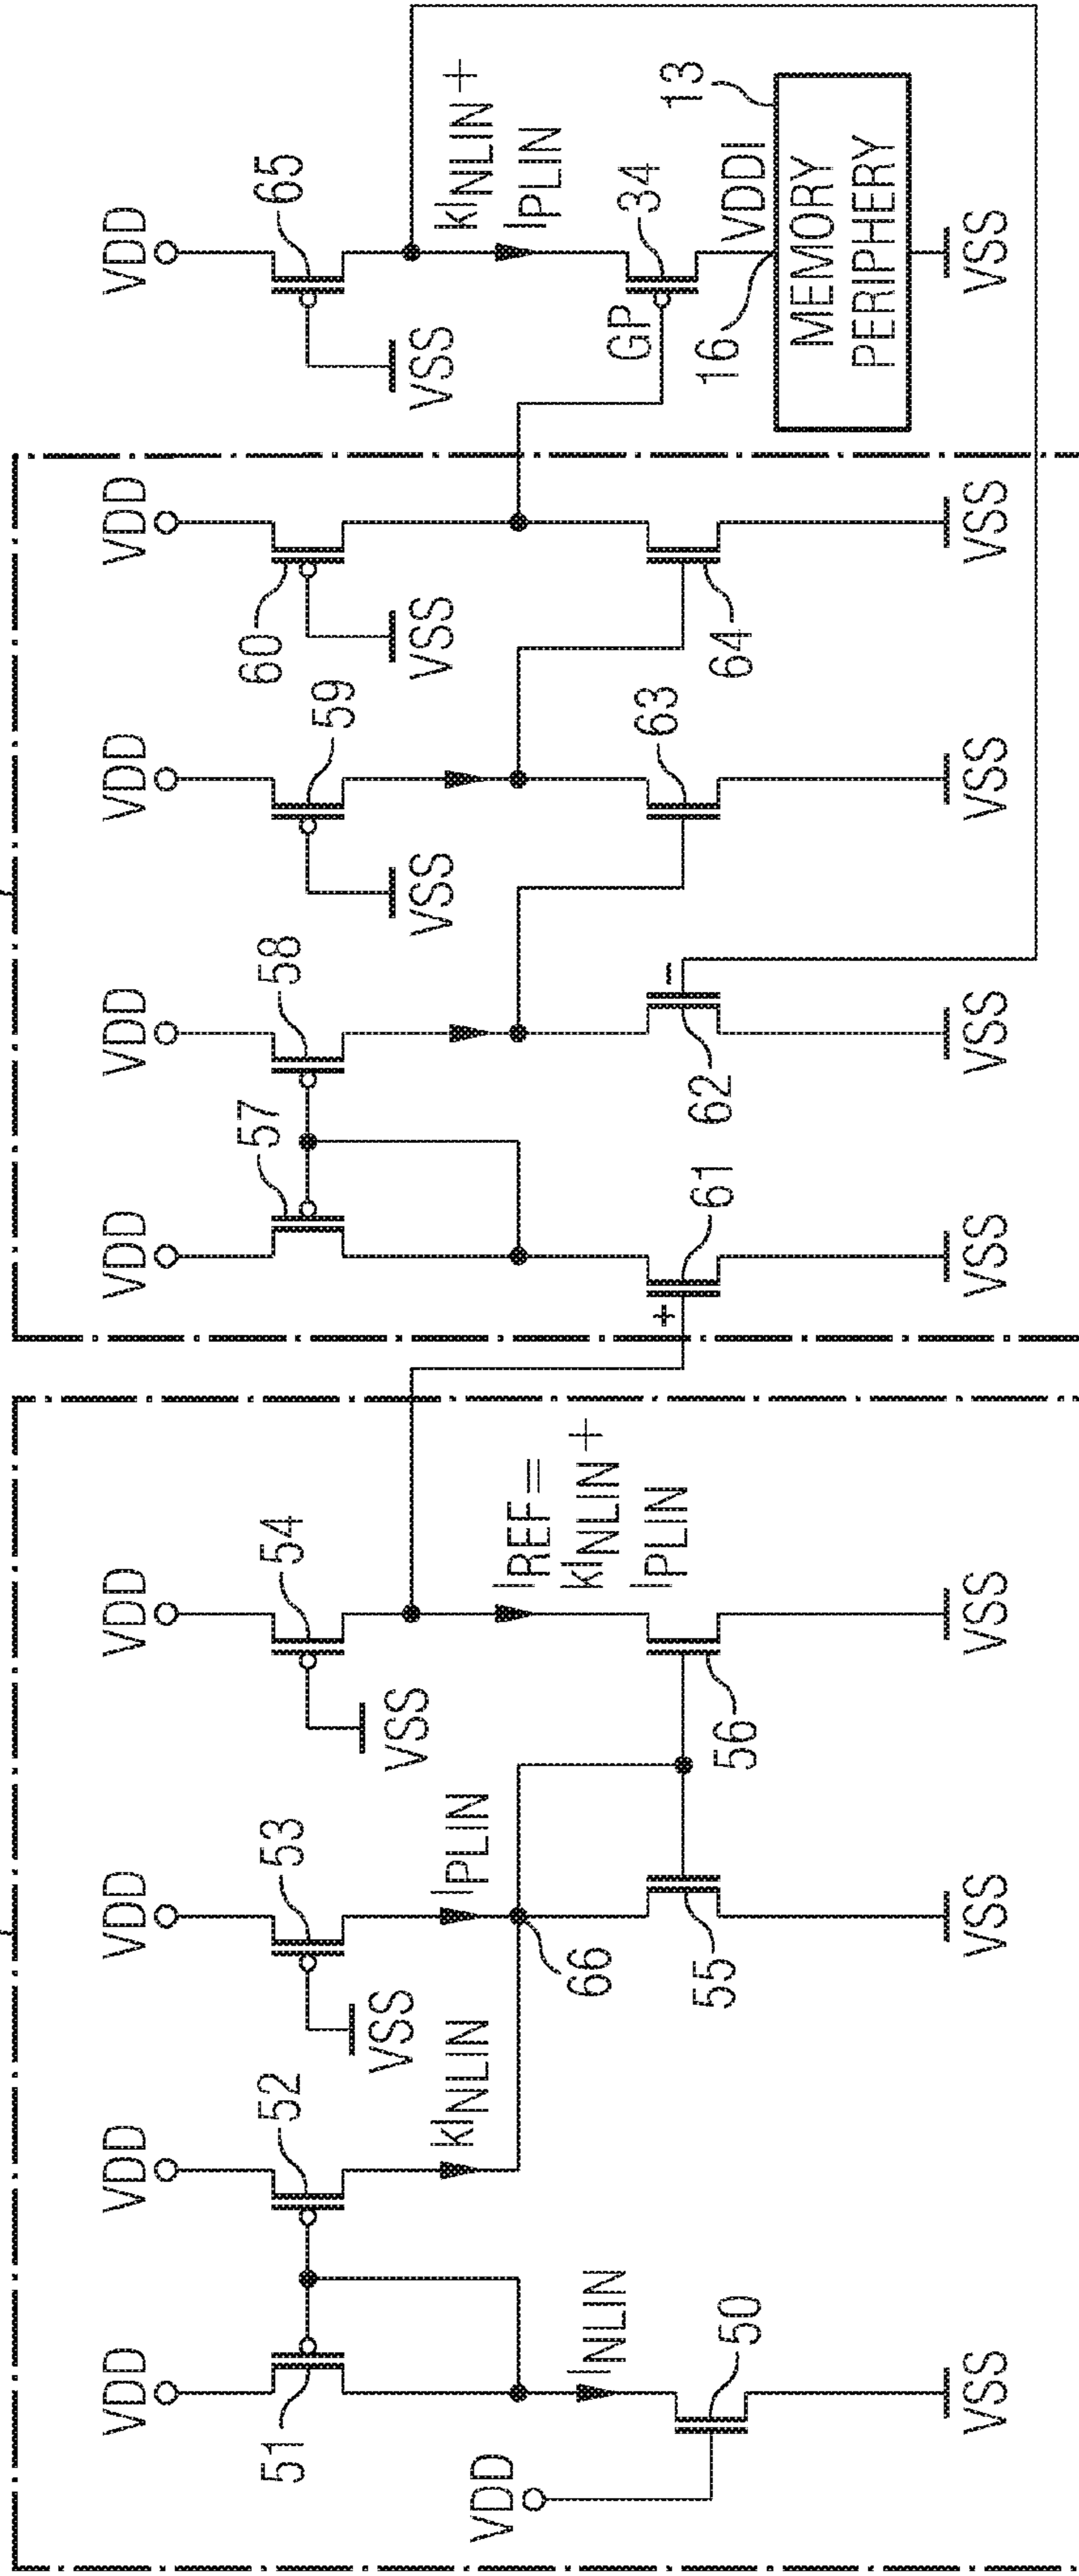 VDD
VDD
VDD
VDD
VDD
VDD
VDD
VDD
VDD
51
52
53
54
57
58
59
60
65
VSS
VSS
VSS
VSS
VSS
VDD
INLIN
kINLIN
IPLIN
66
IREF=
kINLIN+
IPLIN
kINLIN+
IPLIN
50
55
56
+
61
62
-
63
64
GP
34
16
VDDI
13
MEMORY
PERIPHERY
VSS
VSS
VSS
VSS
VSS
VSS
VSS
VSS